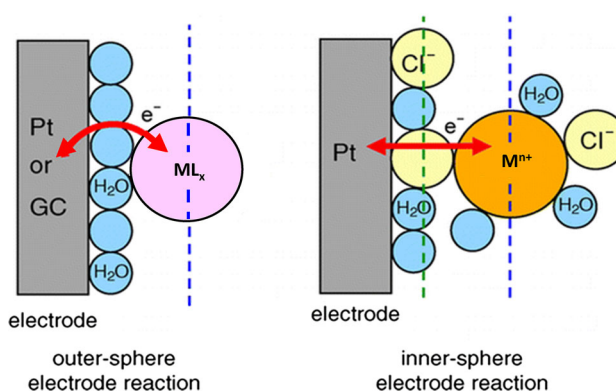 Pt
or
GC
e⁻
MLₓ
H₂O
H₂O
electrode
outer-sphere
electrode reaction
Cl⁻
H₂O
e⁻
Cl⁻
Pt
Mⁿ⁺
H₂O
H₂O
electrode
inner-sphere
electrode reaction